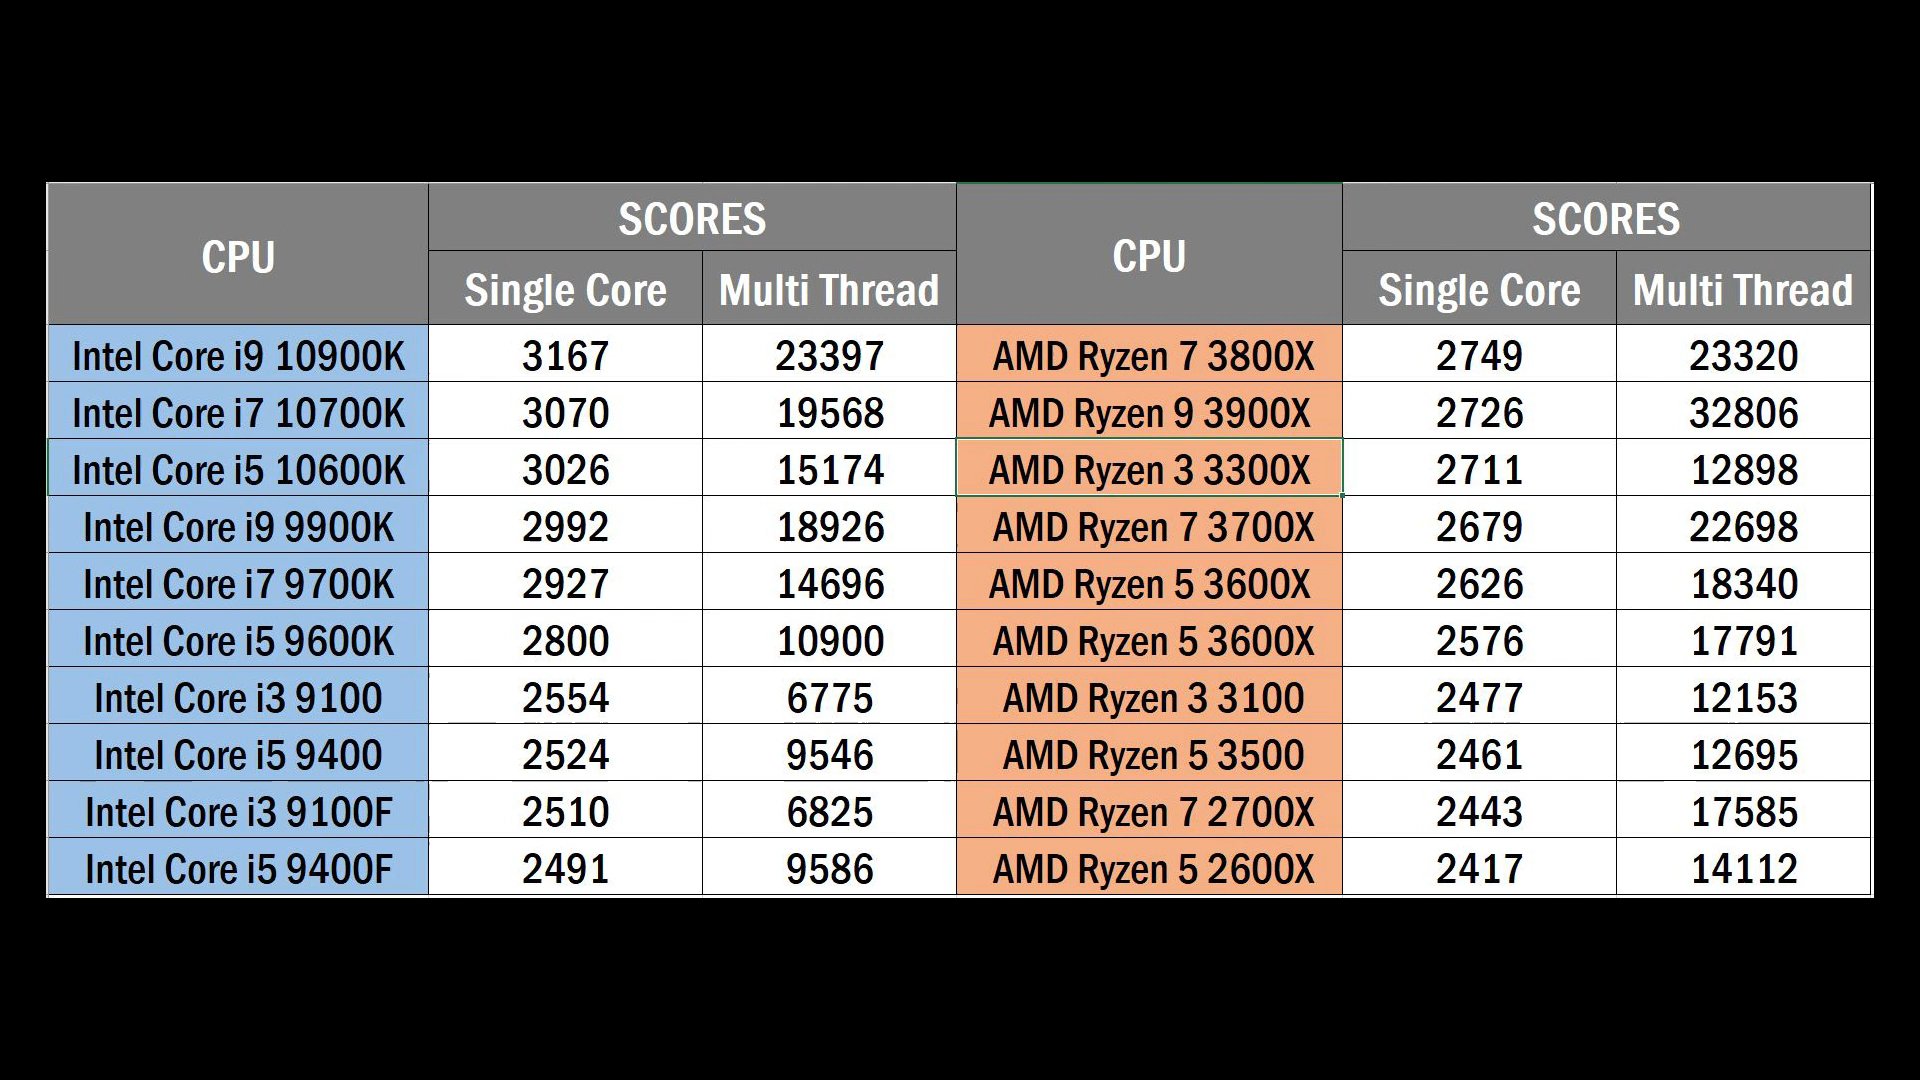 CPU SCORES CPU SCORES
Single Core Multi Thread Single Core Multi Thread
Intel Core i9 10900K 3167 23397 AMD Ryzen 7 3800X 2749 23320
Intel Core i7 10700K 3070 19568 AMD Ryzen 9 3900X 2726 32806
Intel Core i5 10600K 3026 15174 AMD Ryzen 3 3300X 2711 12898
Intel Core i9 9900K 2992 18926 AMD Ryzen 7 3700X 2679 22698
Intel Core i7 9700K 2927 14696 AMD Ryzen 5 3600X 2626 18340
Intel Core i5 9600K 2800 10900 AMD Ryzen 5 3600X 2576 17791
Intel Core i3 9100 2554 6775 AMD Ryzen 3 3100 2477 12153
Intel Core i5 9400 2524 9546 AMD Ryzen 5 3500 2461 12695
Intel Core i3 9100F 2510 6825 AMD Ryzen 7 2700X 2443 17585
Intel Core i5 9400F 2491 9586 AMD Ryzen 5 2600X 2417 14112